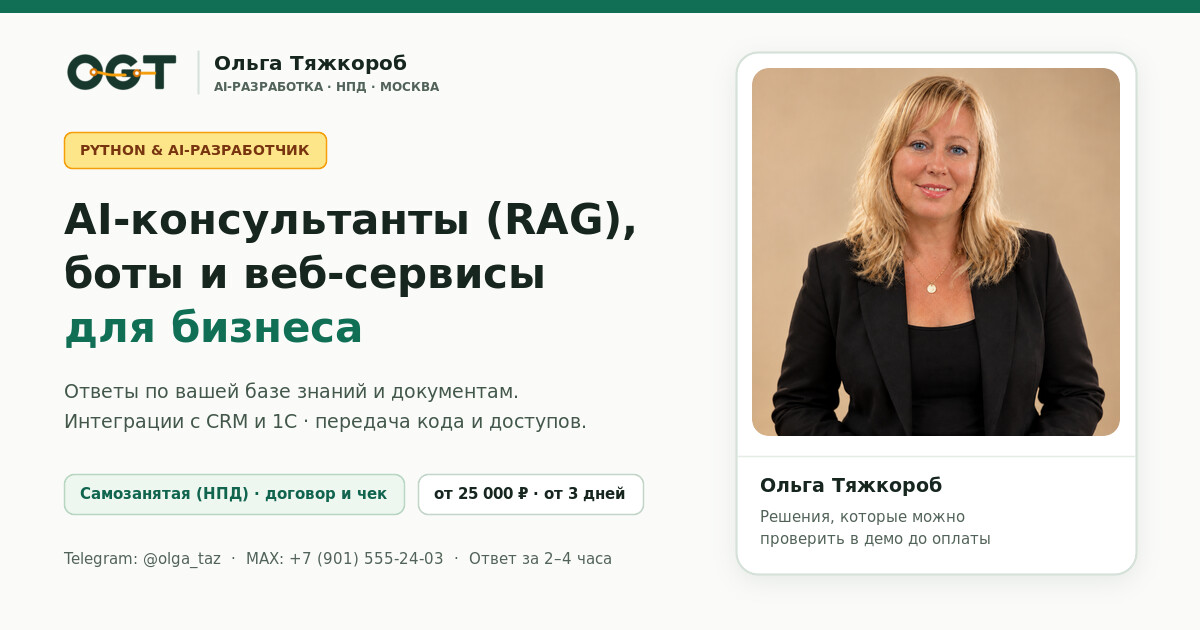 OGT
Ольга Тяжкороб
AI-РАЗРАБОТКА · НПД · МОСКВА
PYTHON & AI-РАЗРАБОТЧИК
AI-консультанты (RAG),
боты и веб-сервисы
для бизнеса
Ответы по вашей базе знаний и документам.
Интеграции с CRM и 1С · передача кода и доступов.
Самозанятая (НПД) · договор и чек
от 25 000 ₽ · от 3 дней
Telegram: @olga_taz · MAX: +7 (901) 555-24-03 · Ответ за 2–4 часа
Ольга Тяжкороб
Решения, которые можно
проверить в демо до оплаты